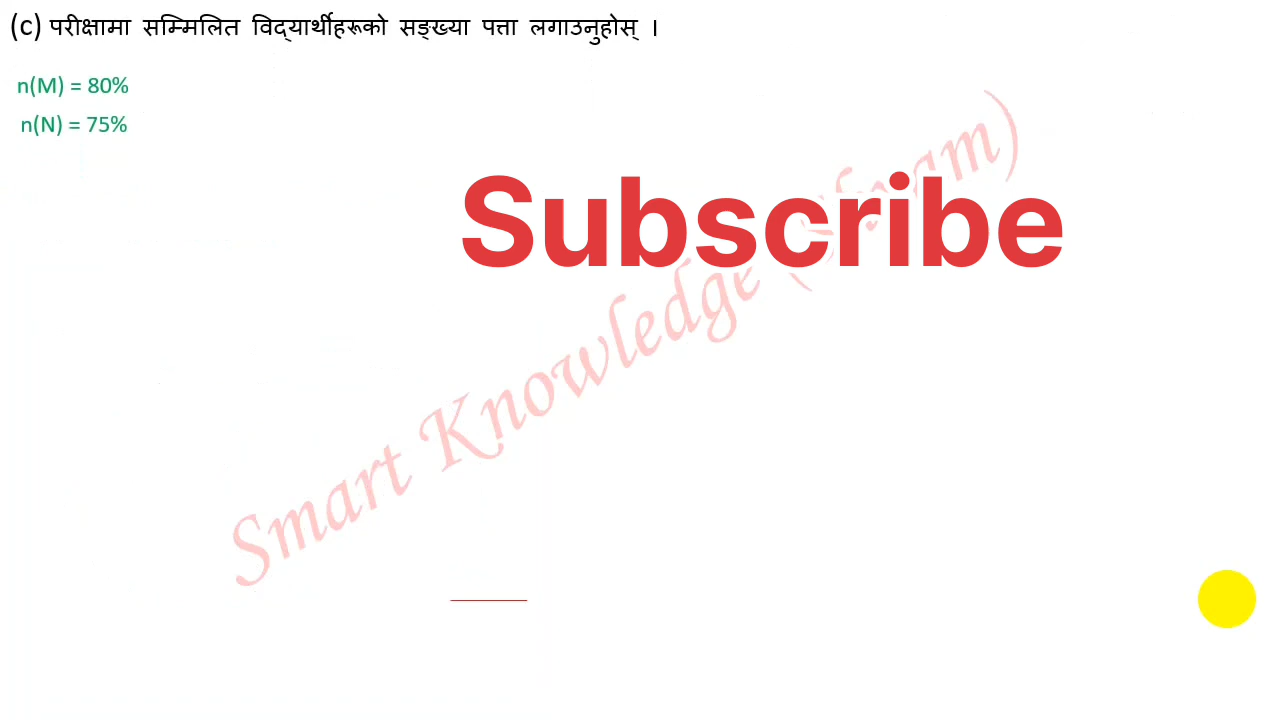 (c) परीक्षामा सम्मिलित विद्यार्थीहरूको सङ्ख्या पत्ता लगाउनुहोस् ।
n(M) = 80%
n(N) = 75%
Subscribe
Smart Knowledge